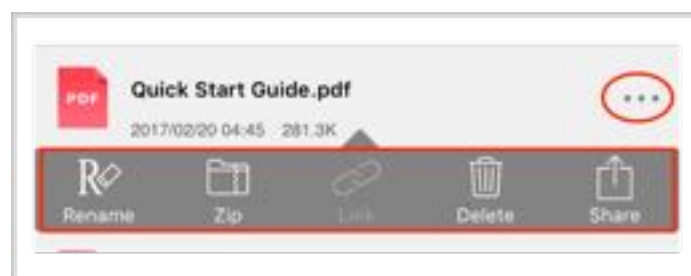 PDF
Quick Start Guide.pdf
2017/02/20 04:45 281.3K
Rename Zip Link Delete Share